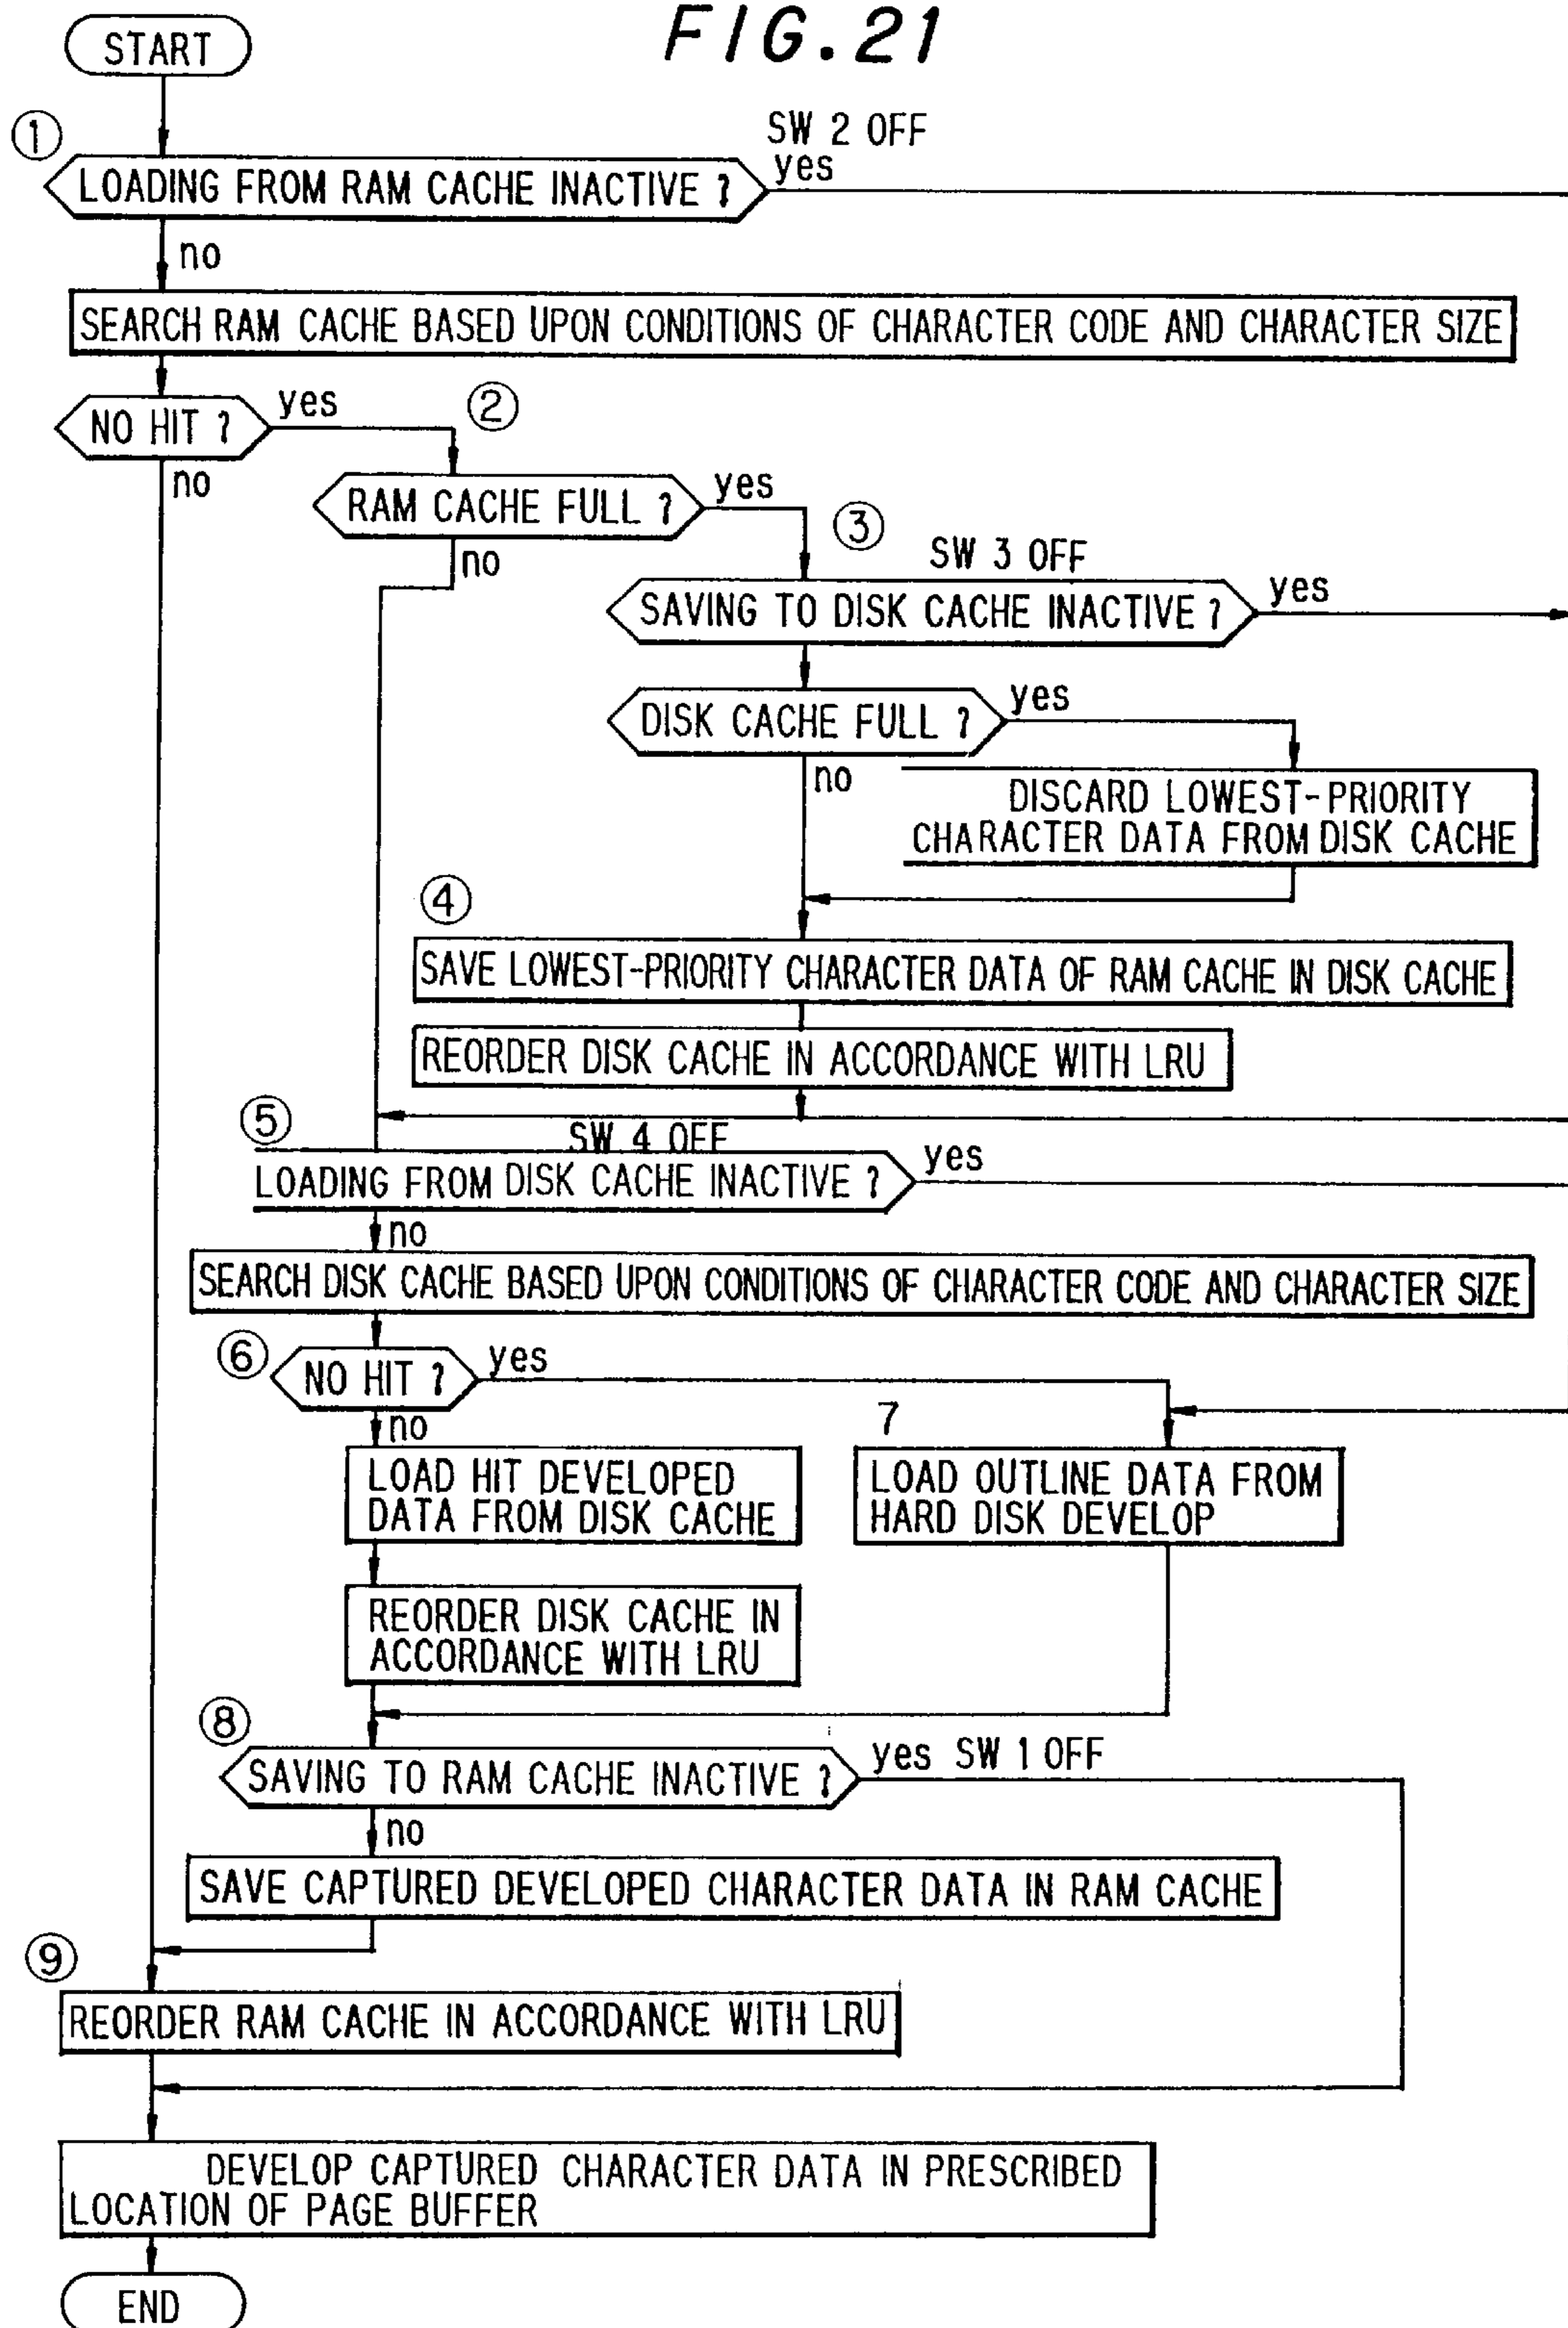 FIG. 21
START
①
SW 2 OFF
LOADING FROM RAM CACHE INACTIVE ?
yes
no
SEARCH RAM CACHE BASED UPON CONDITIONS OF CHARACTER CODE AND CHARACTER SIZE
NO HIT ?
yes
②
no
RAM CACHE FULL ?
yes
③
no
SW 3 OFF
SAVING TO DISK CACHE INACTIVE ?
yes
DISK CACHE FULL ?
yes
no
DISCARD LOWEST-PRIORITY
CHARACTER DATA FROM DISK CACHE
④
SAVE LOWEST-PRIORITY CHARACTER DATA OF RAM CACHE IN DISK CACHE
REORDER DISK CACHE IN ACCORDANCE WITH LRU
⑤
SW 4 OFF
LOADING FROM DISK CACHE INACTIVE ?
yes
no
SEARCH DISK CACHE BASED UPON CONDITIONS OF CHARACTER CODE AND CHARACTER SIZE
⑥
NO HIT ?
yes
no
7
LOAD HIT DEVELOPED
DATA FROM DISK CACHE
LOAD OUTLINE DATA FROM
HARD DISK DEVELOP
REORDER DISK CACHE IN
ACCORDANCE WITH LRU
⑧
SAVING TO RAM CACHE INACTIVE ?
yes SW 1 OFF
no
SAVE CAPTURED DEVELOPED CHARACTER DATA IN RAM CACHE
⑨
REORDER RAM CACHE IN ACCORDANCE WITH LRU
DEVELOP CAPTURED CHARACTER DATA IN PRESCRIBED
LOCATION OF PAGE BUFFER
END